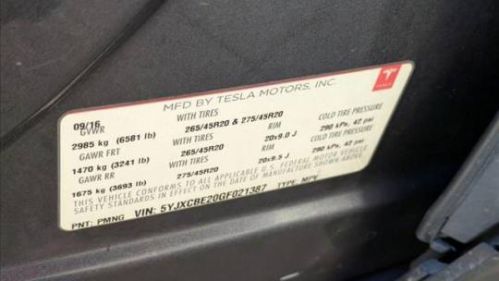 MFD BY TESLA MOTORS, INC.
09/16
GVWR WITH TIRES COLD TIRE PRESSURE
2985 kg (6581 lb) 265/45R20 & 275/45R20
GAWR FRT WITH TIRES RIM 290 kPa, 42 psi
1470 kg (3241 lb) 265/45R20 20x9.0 J COLD TIRE PRESSURE
GAWR RR WITH TIRES RIM 290 kPa, 42 psi
1675 kg (3693 lb) 275/45R20 20x9.5 J
THIS VEHICLE CONFORMS TO ALL APPLICABLE U.S. FEDERAL MOTOR VEHICLE
SAFETY STANDARDS IN EFFECT ON THE DATE OF MANUFACTURE SHOWN ABOVE.
PNT: PMNG VIN: 5YJXCBE20GF021387 TYPE: MPV